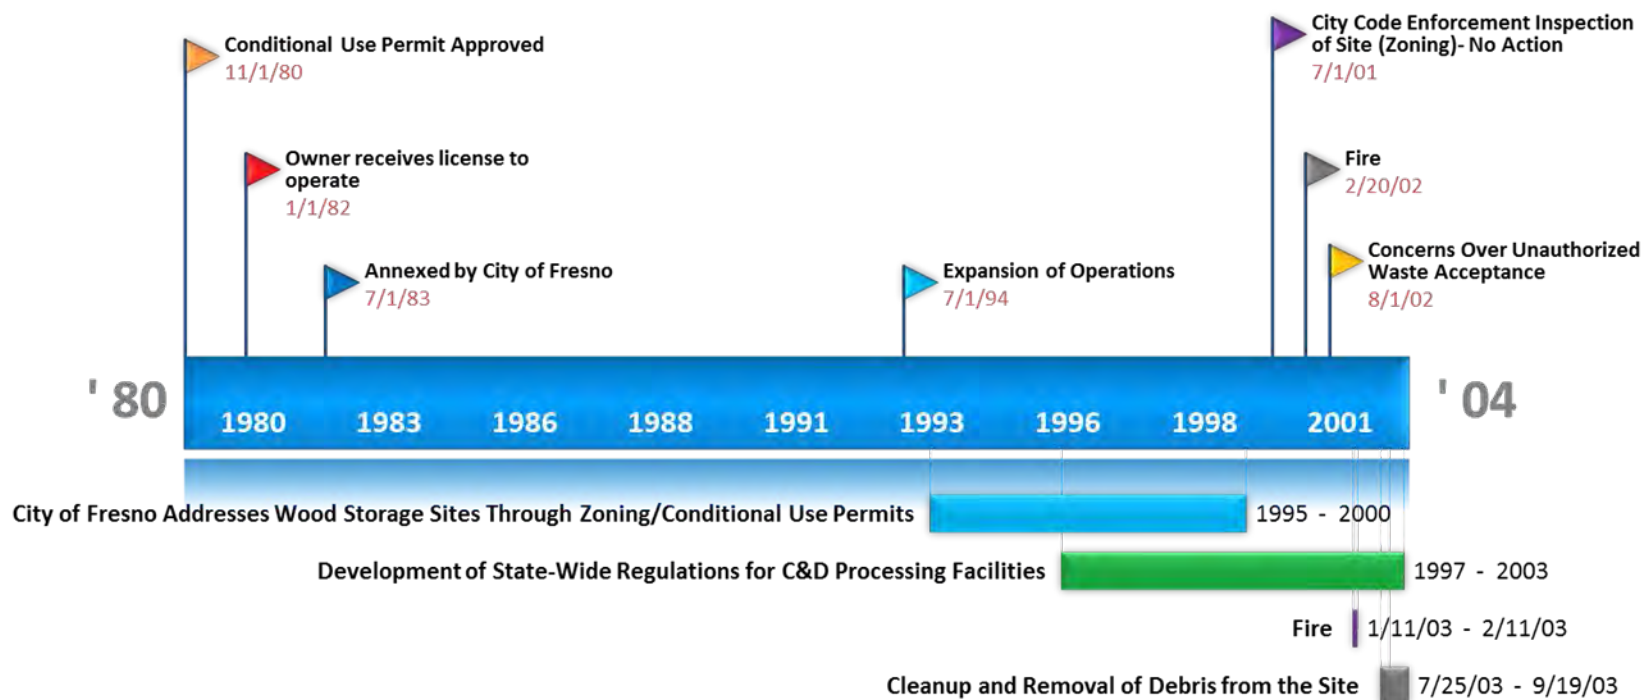 Conditional Use Permit Approved
11/1/80
City Code Enforcement Inspection
of Site (Zoning)- No Action
7/1/01
Owner receives license to
operate
1/1/82
Fire
2/20/02
Annexed by City of Fresno
7/1/83
Expansion of Operations
7/1/94
Concerns Over Unauthorized
Waste Acceptance
8/1/02
' 80
1980 1983 1986 1988 1991 1993 1996 1998 2001
' 04
City of Fresno Addresses Wood Storage Sites Through Zoning/Conditional Use Permits 1995 - 2000
Development of State-Wide Regulations for C&D Processing Facilities 1997 - 2003
Fire 1/11/03 - 2/11/03
Cleanup and Removal of Debris from the Site 7/25/03 - 9/19/03